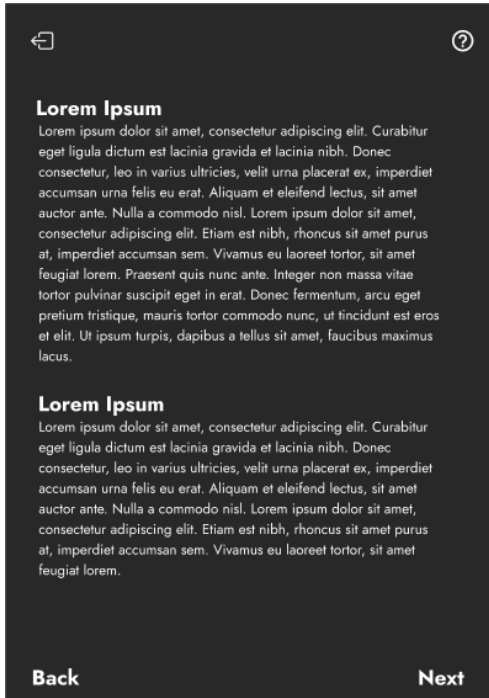 Lorem Ipsum
Lorem ipsum dolor sit amet, consectetur adipiscing elit. Curabitur
eget ligula dictum est lacinia gravida et lacinia nibh. Donec
consectetur, leo in varius ultricies, velit urna placerat ex, imperdiet
accumsan urna felis eu erat. Aliquam et eleifend lectus, sit amet
auctor ante. Nulla a commodo nisl. Lorem ipsum dolor sit amet,
consectetur adipiscing elit. Etiam est nibh, rhoncus sit amet purus
at, imperdiet accumsan sem. Vivamus eu laoreet tortor, sit amet
feugiat lorem. Praesent quis nunc ante. Integer non massa vitae
tortor pulvinar suscipit eget in erat. Donec fermentum, arcu eget
pretium tristique, mauris tortor commodo nunc, ut tincidunt est eros
et elit. Ut ipsum turpis, dapibus a tellus sit amet, faucibus maximus
lacus.
Lorem Ipsum
Lorem ipsum dolor sit amet, consectetur adipiscing elit. Curabitur
eget ligula dictum est lacinia gravida et lacinia nibh. Donec
consectetur, leo in varius ultricies, velit urna placerat ex, imperdiet
accumsan urna felis eu erat. Aliquam et eleifend lectus, sit amet
auctor ante. Nulla a commodo nisl. Lorem ipsum dolor sit amet,
consectetur adipiscing elit. Etiam est nibh, rhoncus sit amet purus
at, imperdiet accumsan sem. Vivamus eu laoreet tortor, sit amet
feugiat lorem.
Back Next